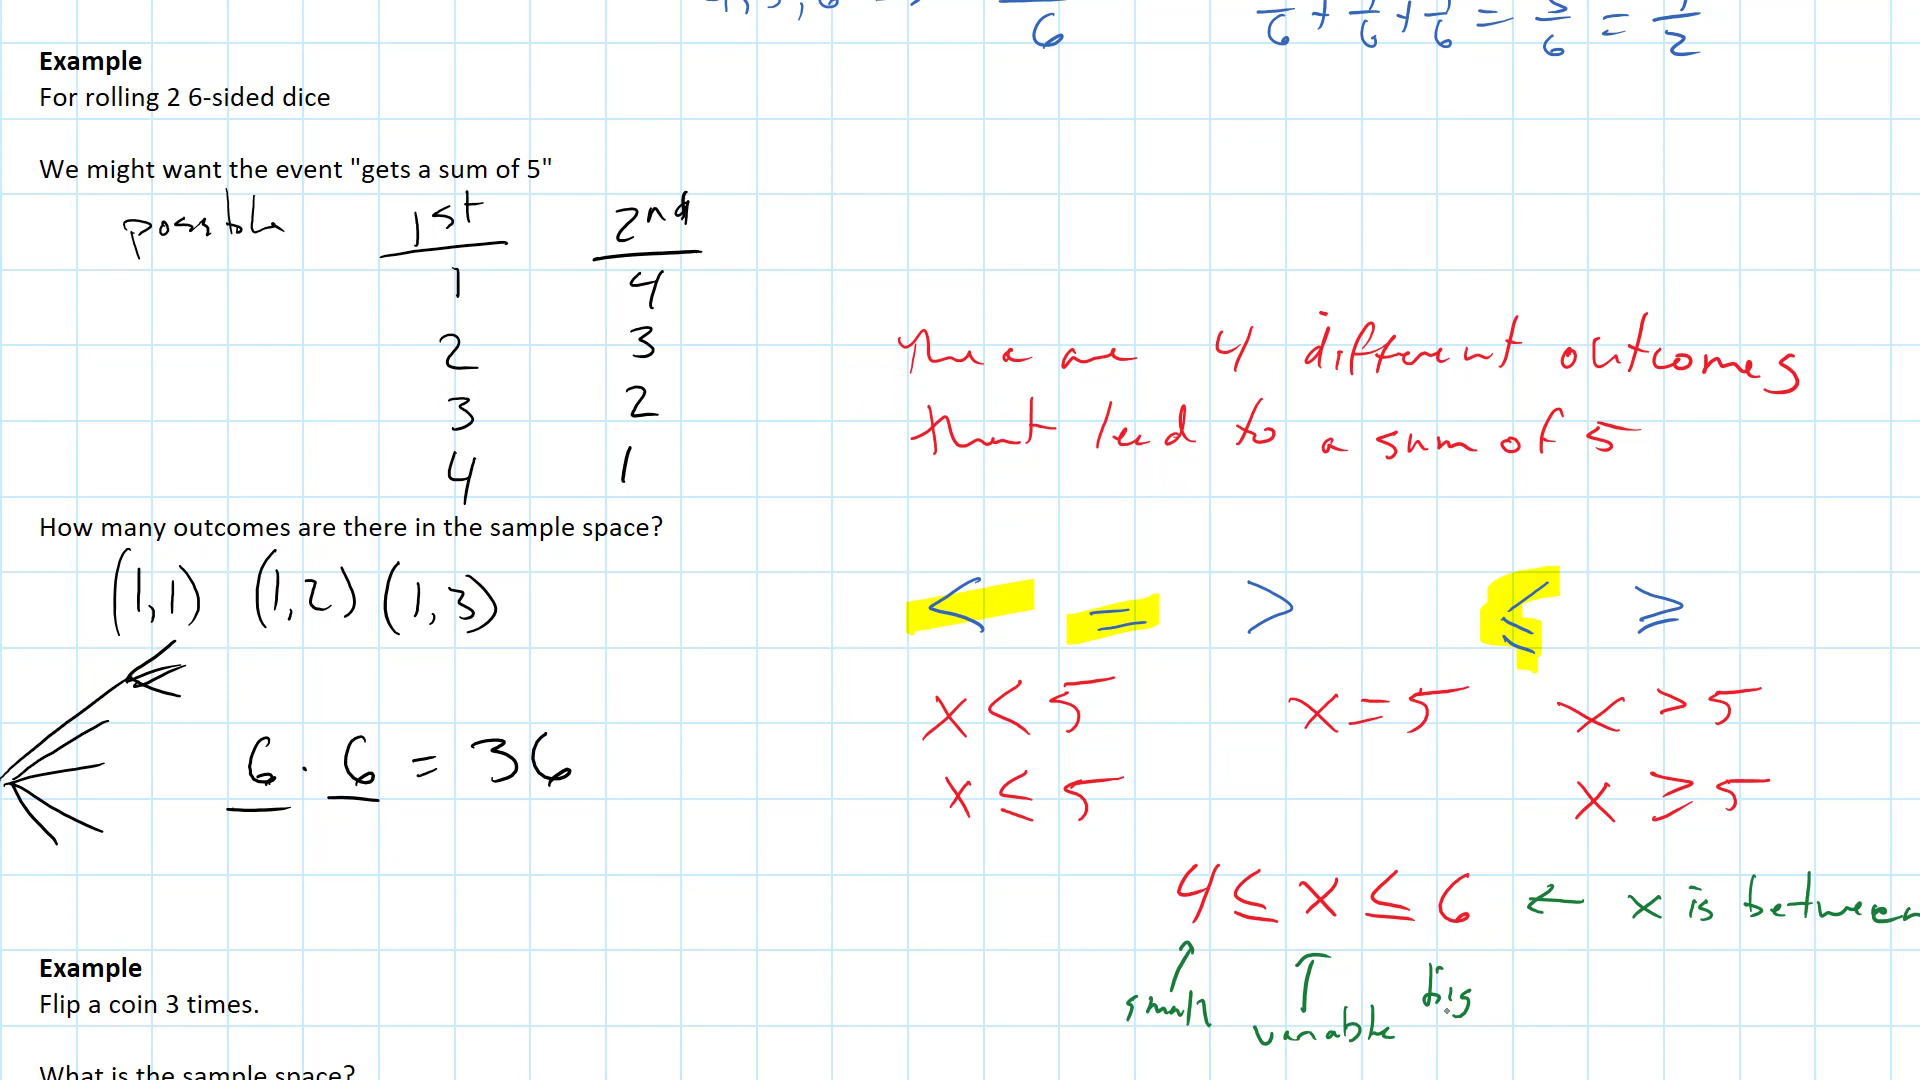 6
/6 + 1/6 + 1/6 = 3/6 = 1/2
Example
For rolling 2 6-sided dice
We might want the event "gets a sum of 5"
possible 1st 2nd
1 4
2 3
3 2
4 1
There are 4 different outcomes
that lead to a sum of 5
How many outcomes are there in the sample space?
(1,1) (1,2) (1,3)
6 · 6 = 36
< = > ≤ ≥
x < 5 x = 5 x > 5
x ≤ 5 x ≥ 5
4 ≤ x ≤ 6 ← x is between
small variable big
Example
Flip a coin 3 times.
What is the sample space?